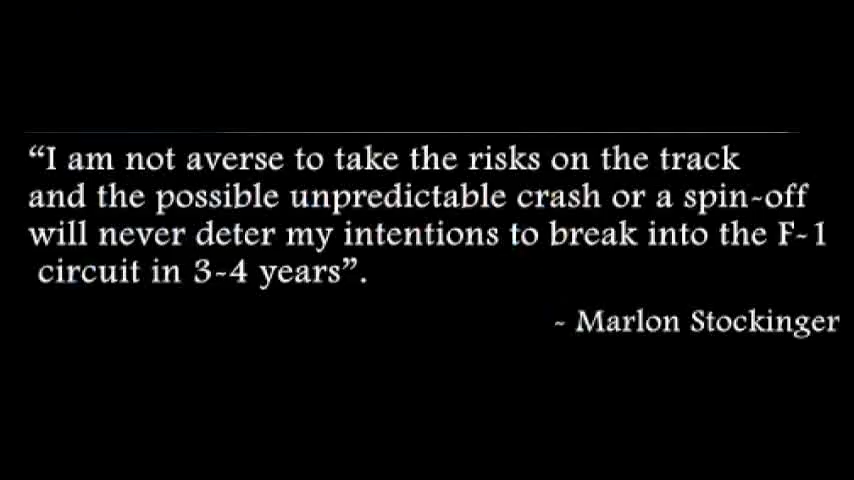 “I am not averse to take the risks on the track
and the possible unpredictable crash or a spin-off
will never deter my intentions to break into the F-1
circuit in 3-4 years”.
~ Marlon Stockinger